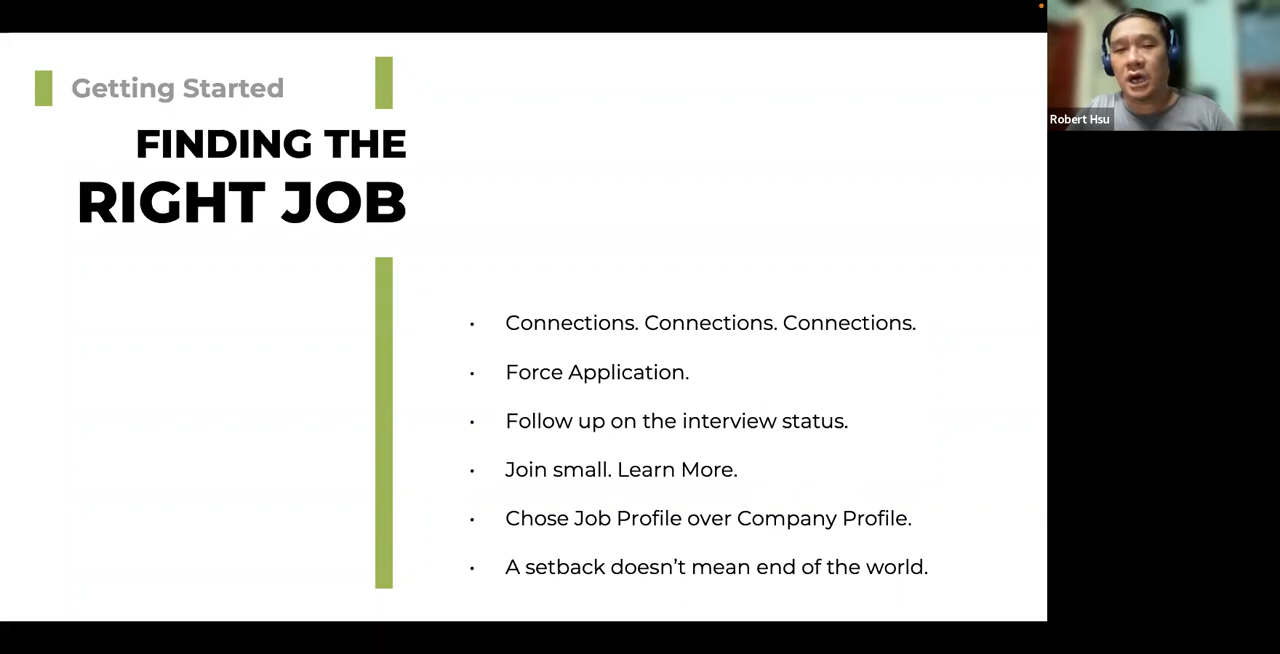 Getting Started
FINDING THE
RIGHT JOB
• Connections. Connections. Connections.
• Force Application.
• Follow up on the interview status.
• Join small. Learn More.
• Chose Job Profile over Company Profile.
• A setback doesn’t mean end of the world.
Robert Hsu